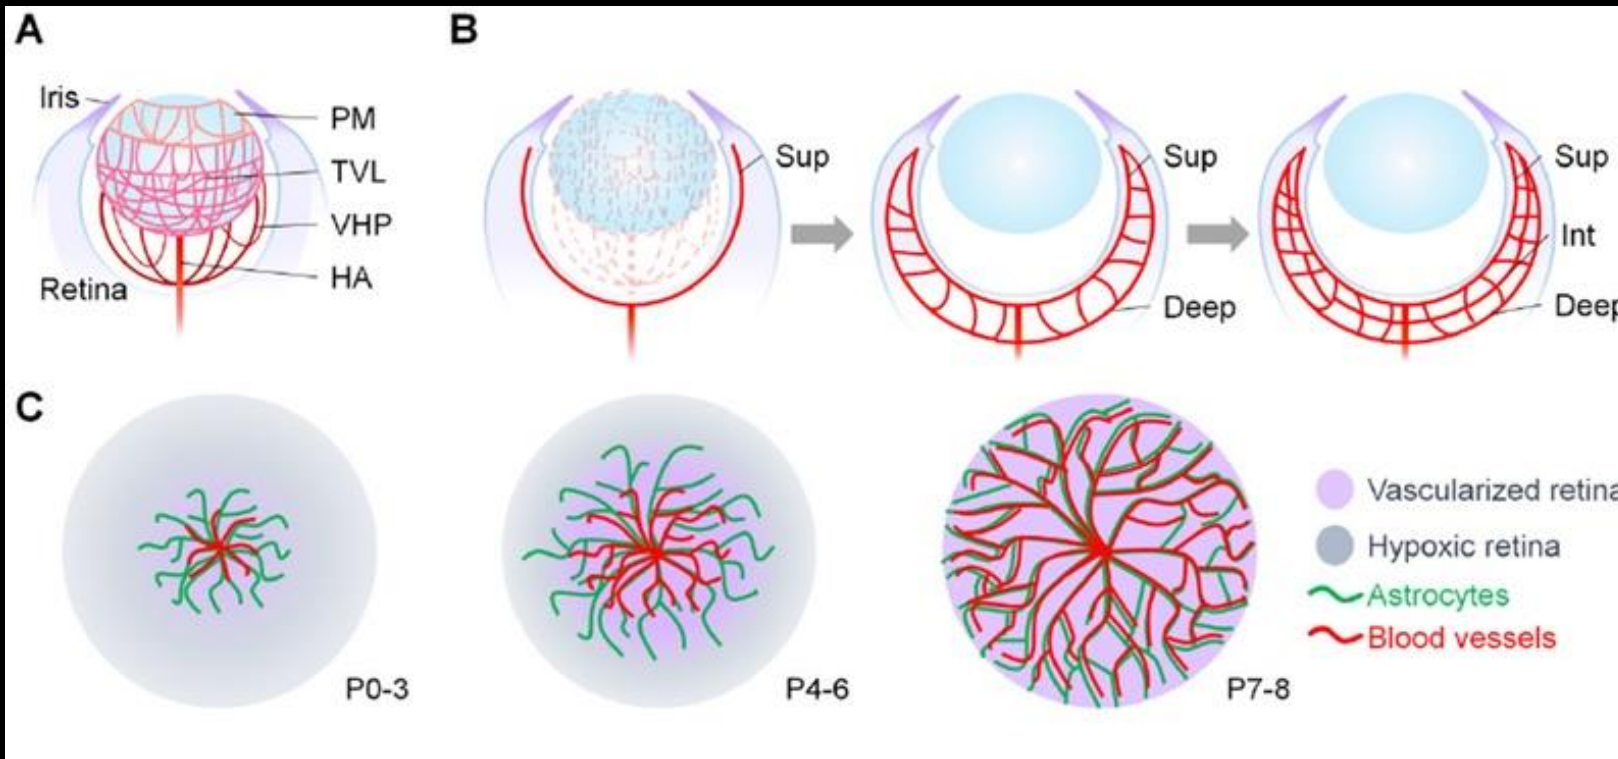 A
Iris
PM
TVL
VHP
HA
Retina
B
Sup
Sup
Deep
Sup
Int
Deep
C
P0-3
P4-6
P7-8
Vascularized retina
Hypoxic retina
Astrocytes
Blood vessels